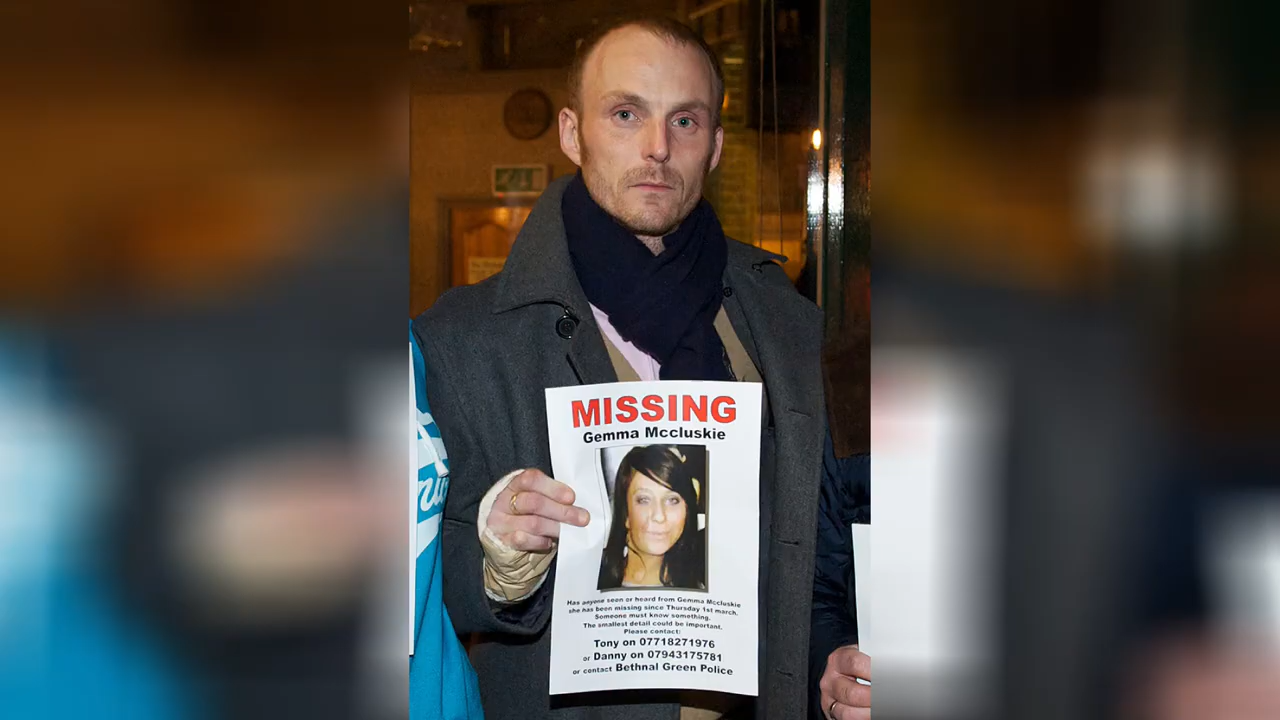 MISSING
Gemma Mccluskie
Has anyone seen or heard from Gemma Mccluskie
she has been missing since Thursday 1st march.
Someone must know something.
The smallest detail could be important.
Please contact:
Tony on 07718271976
or Danny on 07943175781
or contact Bethnal Green Police